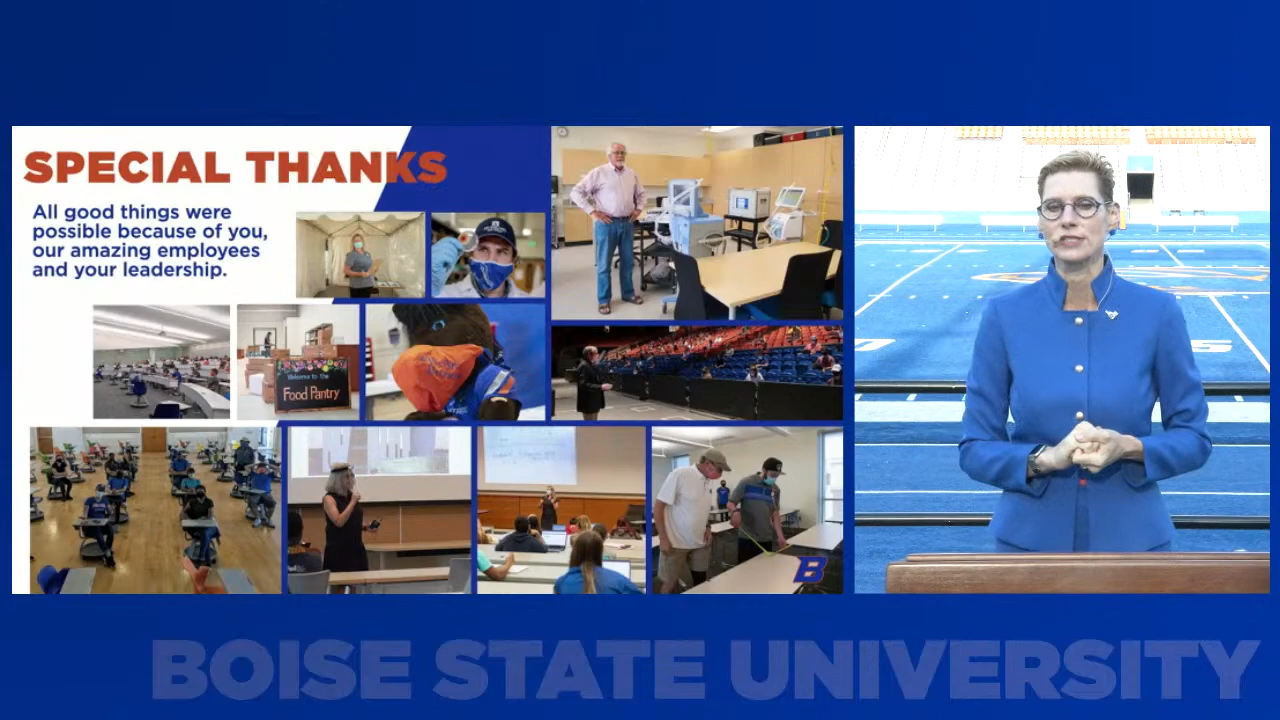 SPECIAL THANKS
All good things were
possible because of you,
our amazing employees
and your leadership.
Welcome to the
Food Pantry
B
5
BOISE STATE UNIVERSITY